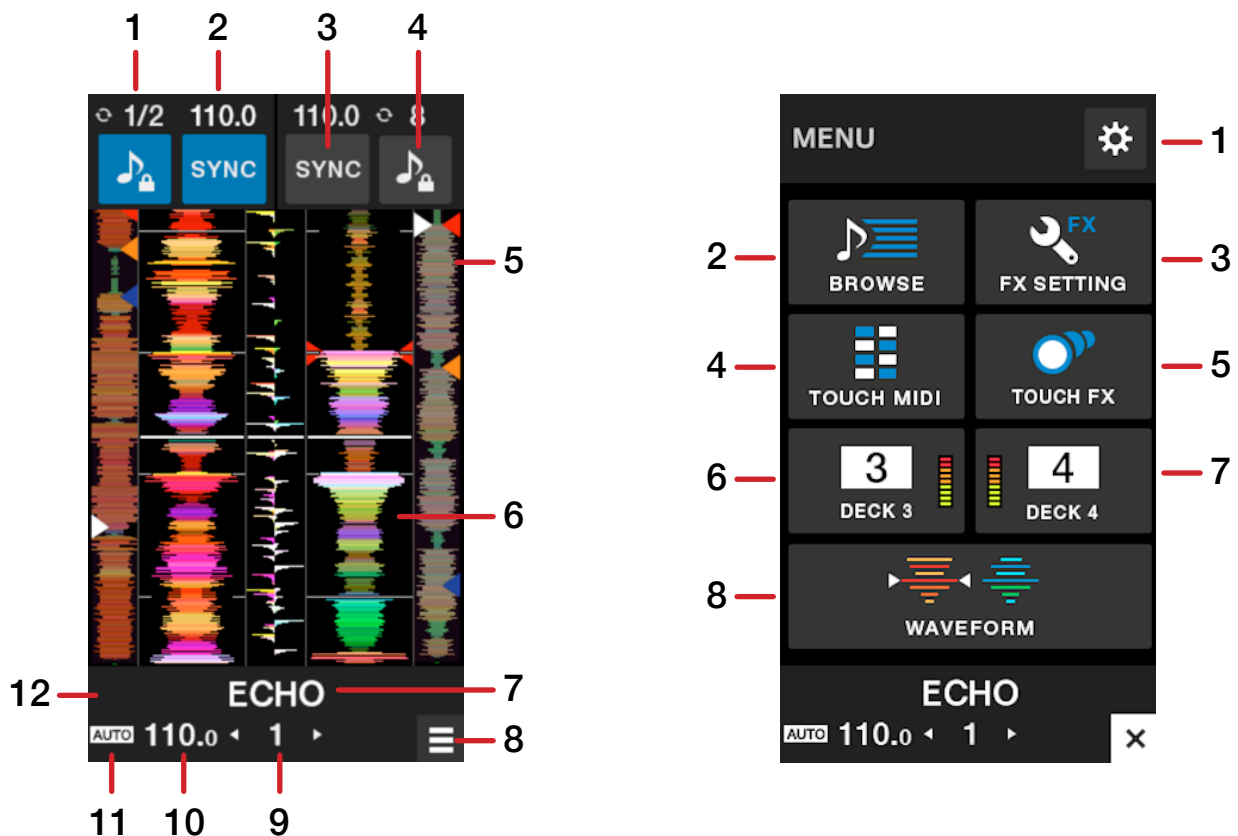 1 2 3 4
1/2 110.0 110.0 8
SYNC SYNC
5
6
12 ECHO 7
AUTO 110.0 1 8
11 10 9
MENU 1
2 BROWSE FX SETTING 3
FX
4 TOUCH MIDI TOUCH FX 5
6 3 4 7
DECK 3 DECK 4
8
WAVEFORM
ECHO
AUTO 110.0 1